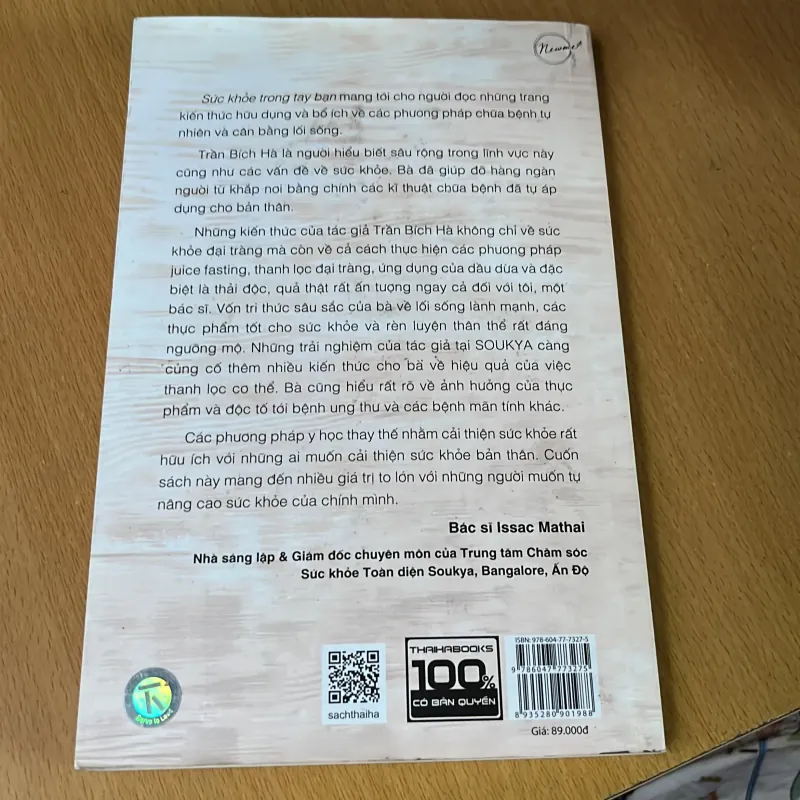 Newme
Sức khỏe trong tay bạn mang tới cho người đọc những trang
kiến thức hữu dụng và bổ ích về các phương pháp chữa bệnh tự
nhiên và cân bằng lối sống.
Trần Bích Hà là người hiểu biết sâu rộng trong lĩnh vực này
cũng như các vấn đề về sức khỏe. Bà đã giúp đỡ hàng ngàn
người từ khắp nơi bằng chính các kĩ thuật chữa bệnh đã tự áp
dụng cho bản thân.
Những kiến thức của tác giả Trần Bích Hà không chỉ về sức
khỏe đại tràng mà còn về cả cách thực hiện các phương pháp
juice fasting, thanh lọc đại tràng, ứng dụng của dầu dừa và đặc
biệt là thải độc, quả thật rất ấn tượng ngay cả đối với tôi, một
bác sĩ. Vốn tri thức sâu sắc của bà về lối sống lành mạnh, các
thực phẩm tốt cho sức khỏe và rèn luyện thân thể rất đáng
ngưỡng mộ. Những trải nghiệm của tác giả tại SOUKYA càng
củng cố thêm nhiều kiến thức cho bà về hiệu quả của việc
thanh lọc cơ thể. Bà cũng hiểu rất rõ về ảnh hưởng của thực
phẩm và độc tố tới bệnh ung thư và các bệnh mãn tính khác.
Các phương pháp y học thay thế nhằm cải thiện sức khỏe rất
hữu ích với những ai muốn cải thiện sức khỏe bản thân. Cuốn
sách này mang đến nhiều giá trị to lớn với những người muốn tự
nâng cao sức khỏe của chính mình.
Bác sĩ Issac Mathai
Nhà sáng lập & Giám đốc chuyên môn của Trung tâm Chăm sóc
Sức khỏe Toàn diện Soukya, Bangalore, Ấn Độ
sachthaiha
THAIHABOOKS
100%
CÓ BẢN QUYỀN
ISBN: 978-604-77-7327-5
9 786047 773275
8 935280 901988
Giá: 89.000đ